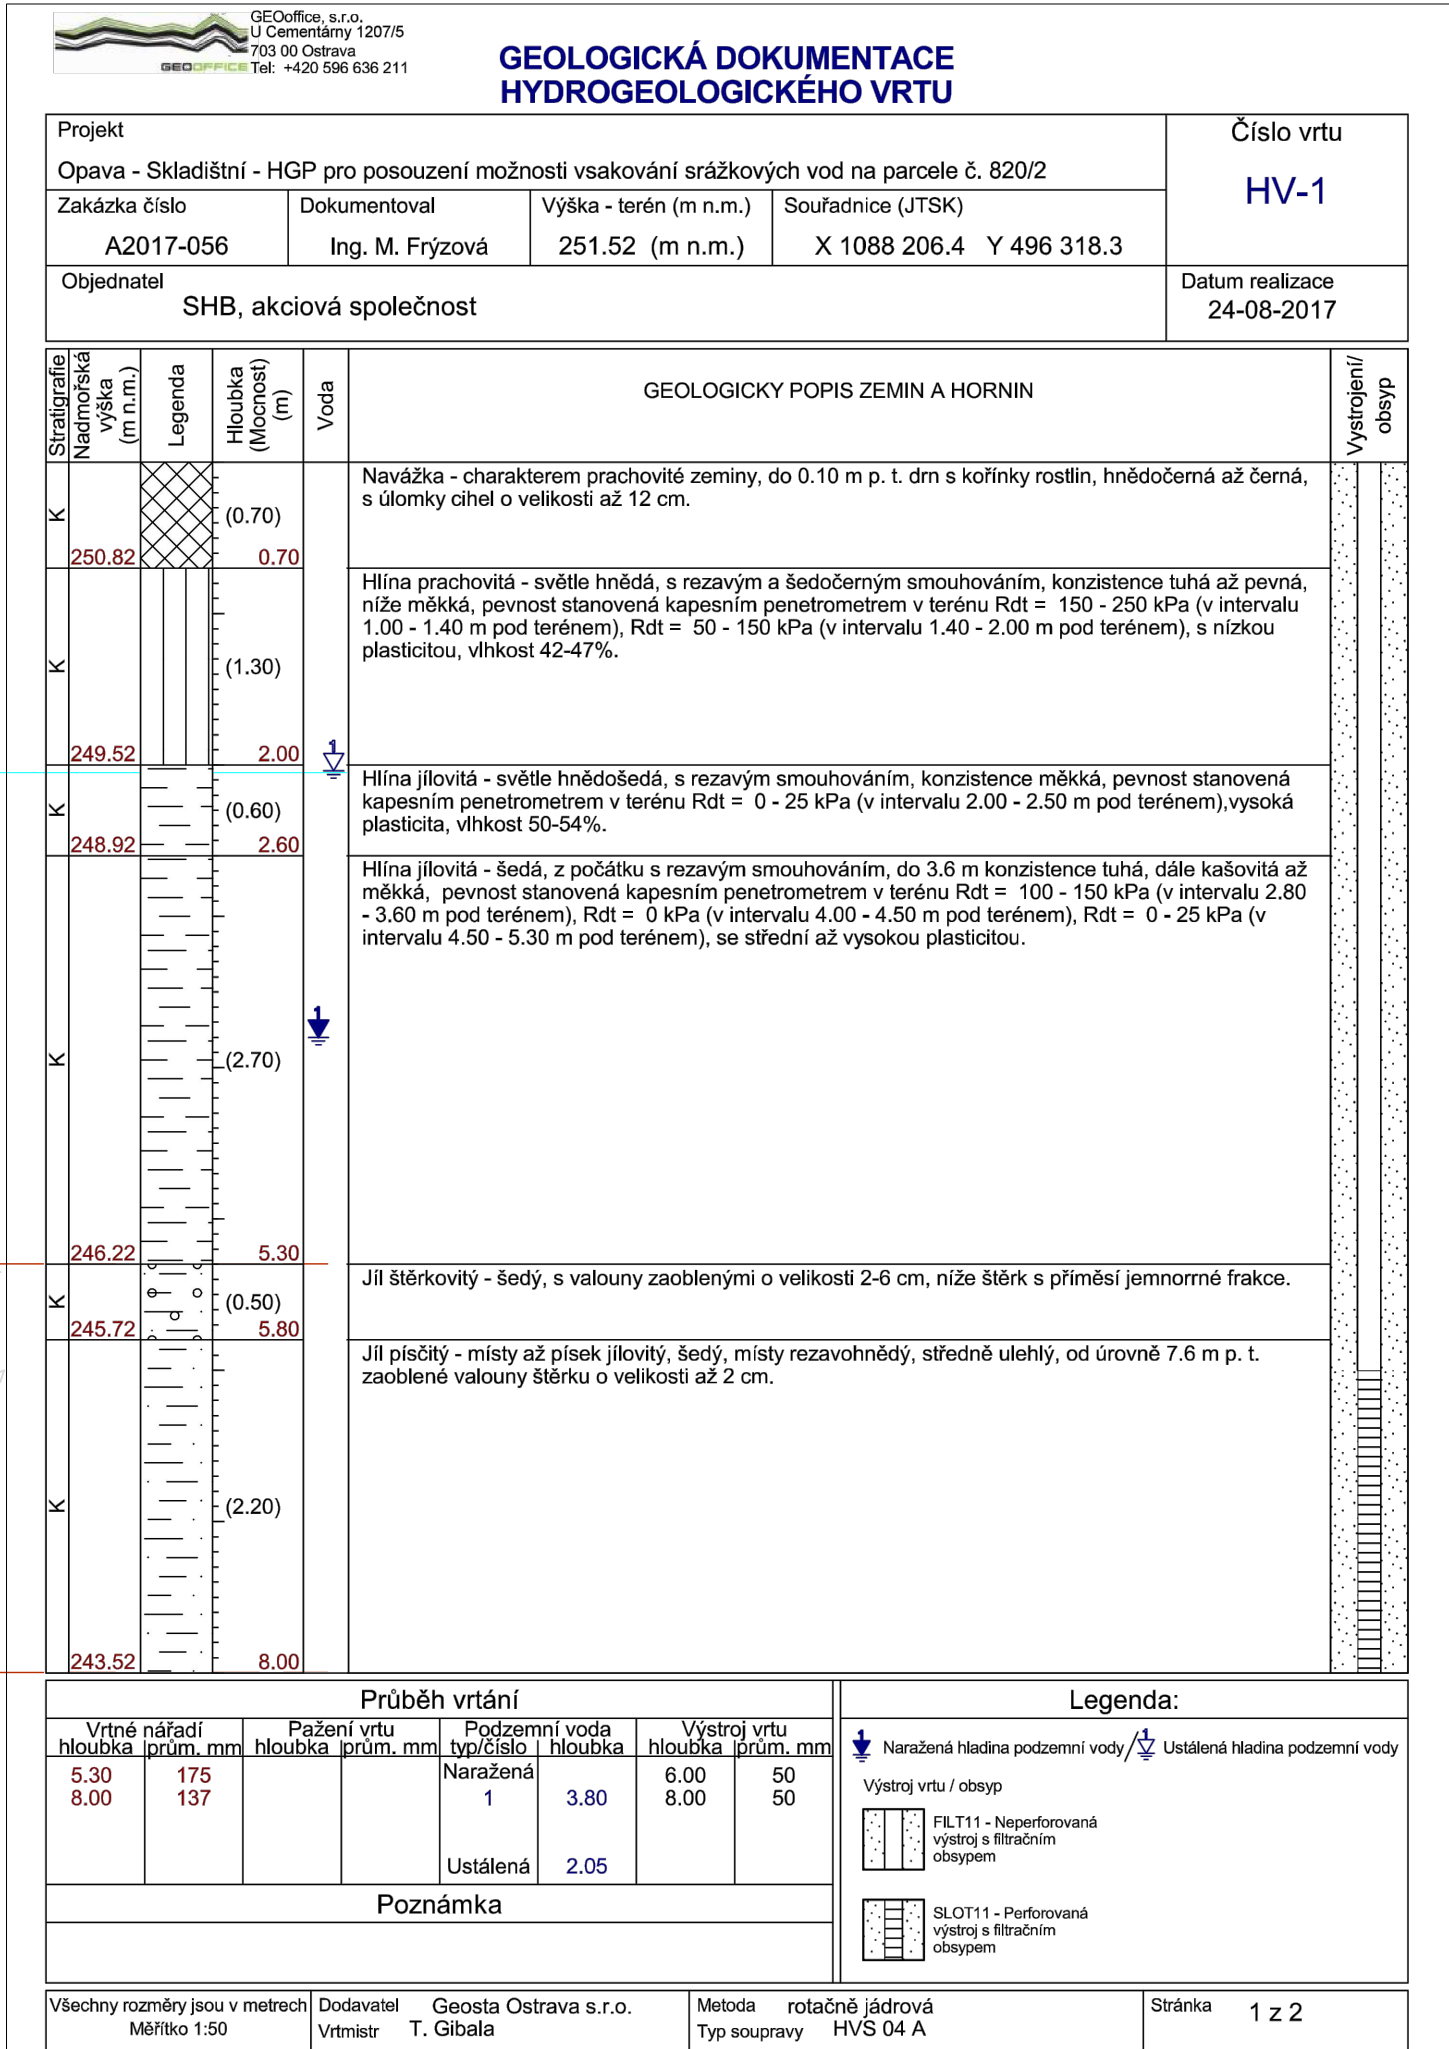 GEOoffice, s.r.o.
U Cementárny 1207/5
703 00 Ostrava
GEOOFFICE Tel: +420 596 636 211
GEOLOGICKÁ DOKUMENTACE
HYDROGEOLOGICKÉHO VRTU
Projekt
Opava - Skladištní - HGP pro posouzení možnosti vsakování srážkových vod na parcele č. 820/2
Číslo vrtu
HV-1
Zakázka číslo
A2017-056
Dokumentoval
Ing. M. Frýzová
Výška - terén (m n.m.)
251.52 (m n.m.)
Souřadnice (JTSK)
X 1088 206.4 Y 496 318.3
Objednatel
SHB, akciová společnost
Datum realizace
24-08-2017
Stratigrafie
Nadmořská
výška
(m n.m.)
Legenda
Hloubka
(Mocnost)
(m)
Voda
GEOLOGICKY POPIS ZEMIN A HORNIN
Vystrojení/
obsyp
K
250.82
(0.70)
0.70
Navážka - charakterem prachovité zeminy, do 0.10 m p. t. drn s kořínky rostlin, hnědočerná až černá,
s úlomky cihel o velikosti až 12 cm.
K
249.52
(1.30)
2.00
1
Hlína prachovitá - světle hnědá, s rezavým a šedočerným smouhováním, konzistence tuhá až pevná,
níže měkká, pevnost stanovená kapesním penetrometrem v terénu Rdt = 150 - 250 kPa (v intervalu
1.00 - 1.40 m pod terénem), Rdt = 50 - 150 kPa (v intervalu 1.40 - 2.00 m pod terénem), s nízkou
plasticitou, vlhkost 42-47%.
K
248.92
(0.60)
2.60
Hlína jílovitá - světle hnědošedá, s rezavým smouhováním, konzistence měkká, pevnost stanovená
kapesním penetrometrem v terénu Rdt = 0 - 25 kPa (v intervalu 2.00 - 2.50 m pod terénem),vysoká
plasticita, vlhkost 50-54%.
K
246.22
(2.70)
5.30
1
Hlína jílovitá - šedá, z počátku s rezavým smouhováním, do 3.6 m konzistence tuhá, dále kašovitá až
měkká, pevnost stanovená kapesním penetrometrem v terénu Rdt = 100 - 150 kPa (v intervalu 2.80
- 3.60 m pod terénem), Rdt = 0 kPa (v intervalu 4.00 - 4.50 m pod terénem), Rdt = 0 - 25 kPa (v
intervalu 4.50 - 5.30 m pod terénem), se střední až vysokou plasticitou.
K
245.72
(0.50)
5.80
Jíl štěrkovitý - šedý, s valouny zaoblenými o velikosti 2-6 cm, níže štěrk s příměsí jemnorrné frakce.
K
243.52
(2.20)
8.00
Jíl písčitý - místy až písek jílovitý, šedý, místy rezavohnědý, středně ulehlý, od úrovně 7.6 m p. t.
zaoblené valouny štěrku o velikosti až 2 cm.
Průběh vrtání
Vrtné nářadí Pažení vrtu Podzemní voda Výstroj vrtu
hloubka prům. mm hloubka prům. mm typ/číslo hloubka hloubka prům. mm
5.30 175 Naražená 6.00 50
8.00 137 1 3.80 8.00 50
Ustálená 2.05
Poznámka
Legenda:
1 Naražená hladina podzemní vody/ 1 Ustálená hladina podzemní vody
Výstroj vrtu / obsyp
FILT11 - Neperforovaná
výstroj s filtračním
obsypem
SLOT11 - Perforovaná
výstroj s filtračním
obsypem
Všechny rozměry jsou v metrech
Měřítko 1:50
Dodavatel Geosta Ostrava s.r.o.
Vrtmistr T. Gibala
Metoda rotačně jádrová
Typ soupravy HVS 04 A
Stránka 1 z 2